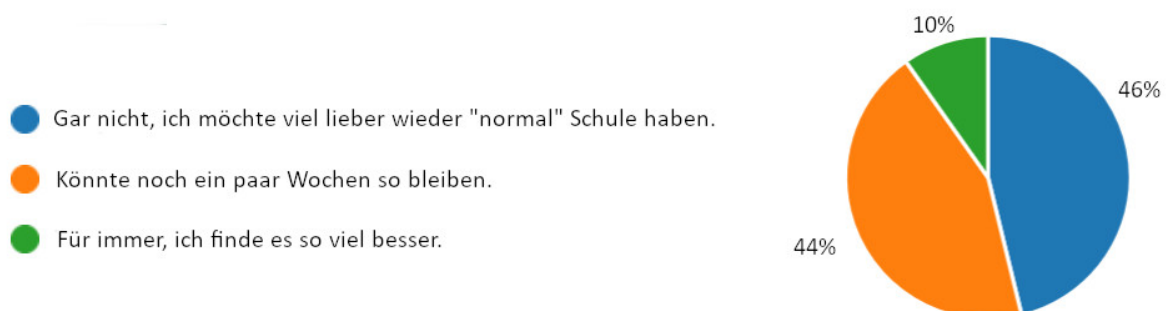 10%
46%
Gar nicht, ich möchte viel lieber wieder "normal" Schule haben.
Könnte noch ein paar Wochen so bleiben.
Für immer, ich finde es so viel besser.
44%